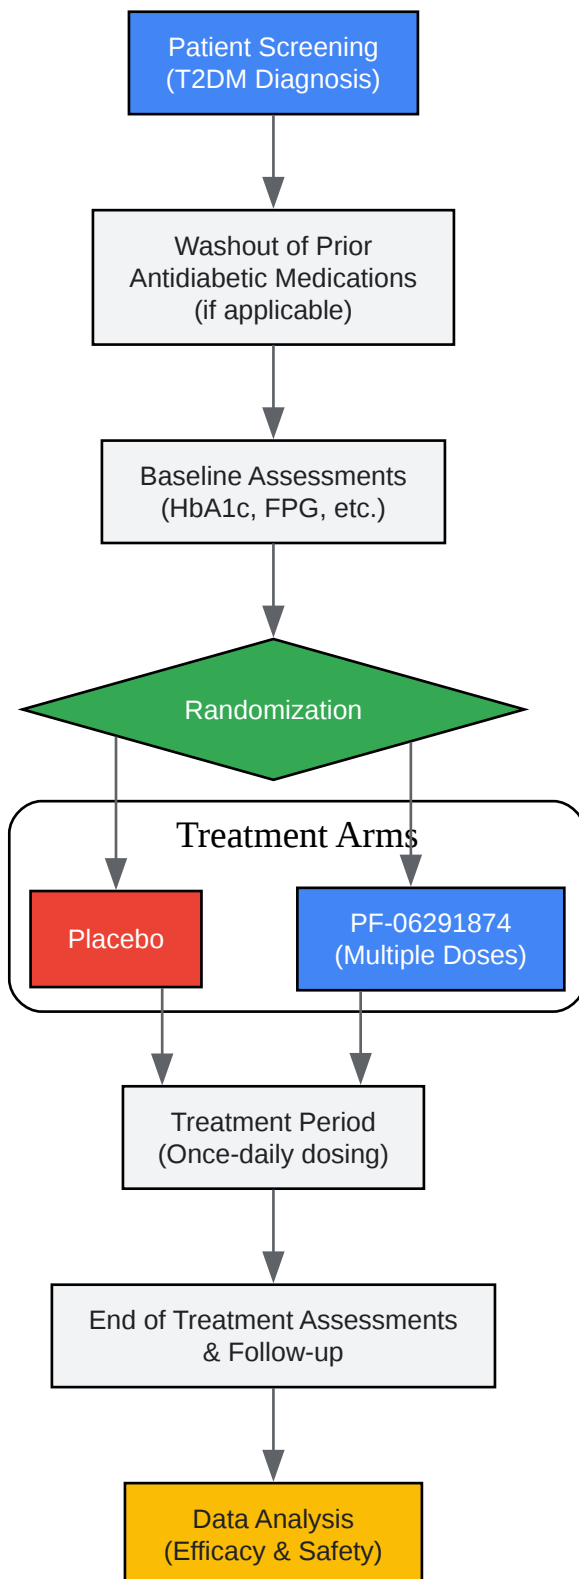 Patient Screening
(T2DM Diagnosis)
Washout of Prior
Antidiabetic Medications
(if applicable)
Baseline Assessments
(HbA1c, FPG, etc.)
Randomization
Treatment Arms
Placebo
PF-06291874
(Multiple Doses)
Treatment Period
(Once-daily dosing)
End of Treatment Assessments
& Follow-up
Data Analysis
(Efficacy & Safety)